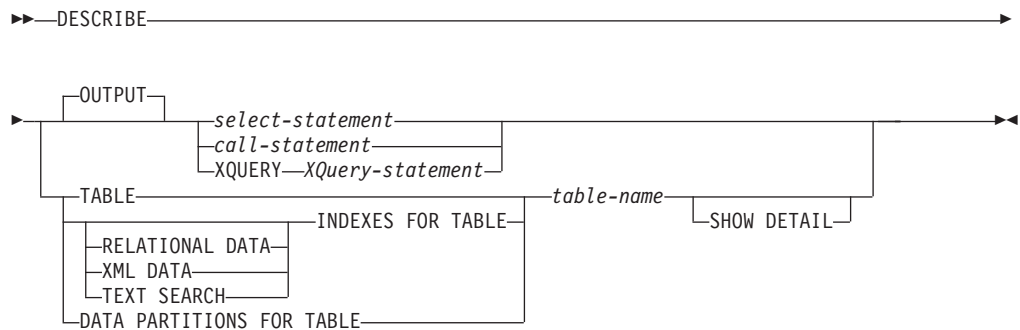 DESCRIBE
OUTPUT
select-statement
call-statement
XQUERY XQuery-statement
TABLE table-name
INDEXES FOR TABLE SHOW DETAIL
RELATIONAL DATA
XML DATA
TEXT SEARCH
DATA PARTITIONS FOR TABLE